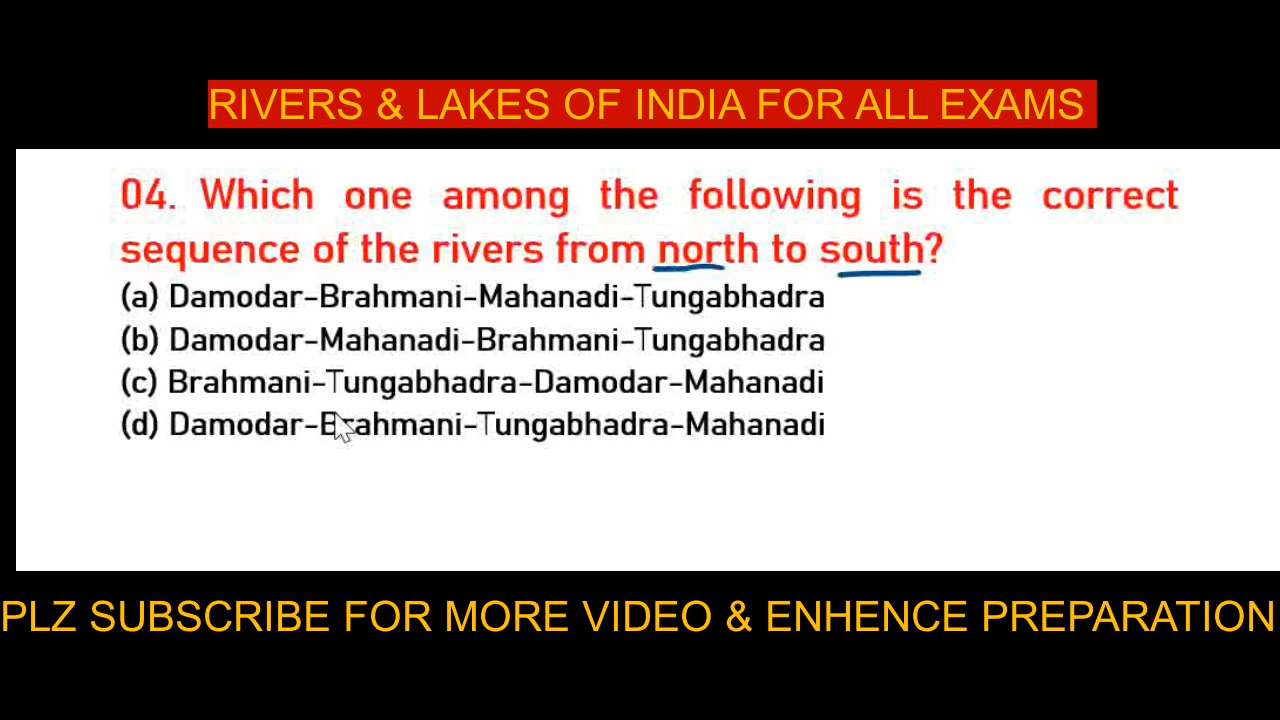 RIVERS & LAKES OF INDIA FOR ALL EXAMS
04. Which one among the following is the correct
sequence of the rivers from north to south?
(a) Damodar-Brahmani-Mahanadi-Tungabhadra
(b) Damodar-Mahanadi-Brahmani-Tungabhadra
(c) Brahmani-Tungabhadra-Damodar-Mahanadi
(d) Damodar-Brahmani-Tungabhadra-Mahanadi
PLZ SUBSCRIBE FOR MORE VIDEO & ENHENCE PREPARATION